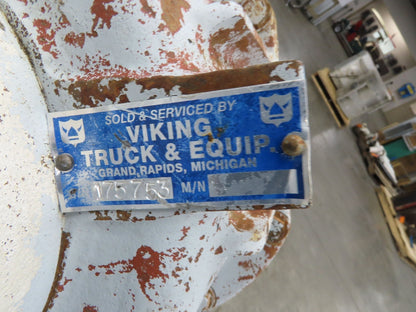 SOLD & SERVICED BY
VIKING
TRUCK & EQUIP.
GRAND RAPIDS, MICHIGAN
175753 M/N